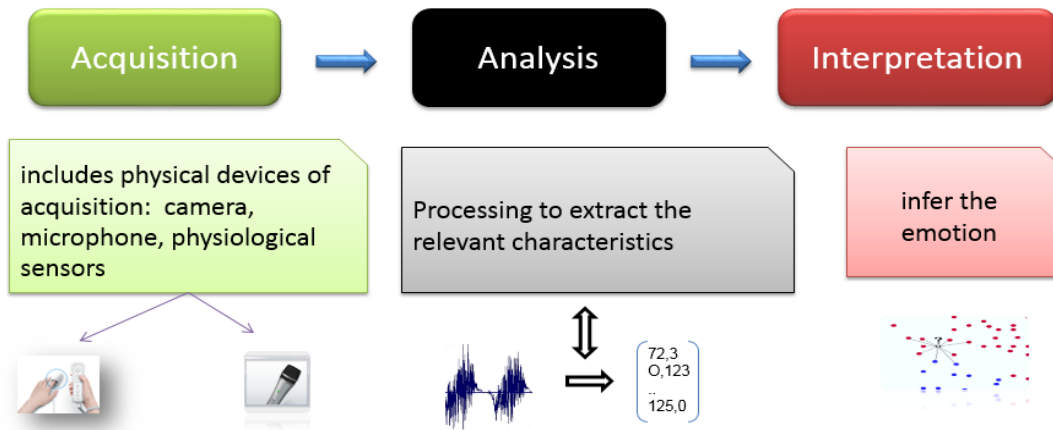 Acquisition
Analysis
Interpretation
includes physical devices of
acquisition: camera,
microphone, physiological
sensors
Processing to extract the
relevant characteristics
infer the
emotion
72,3
O,123
..
125,0